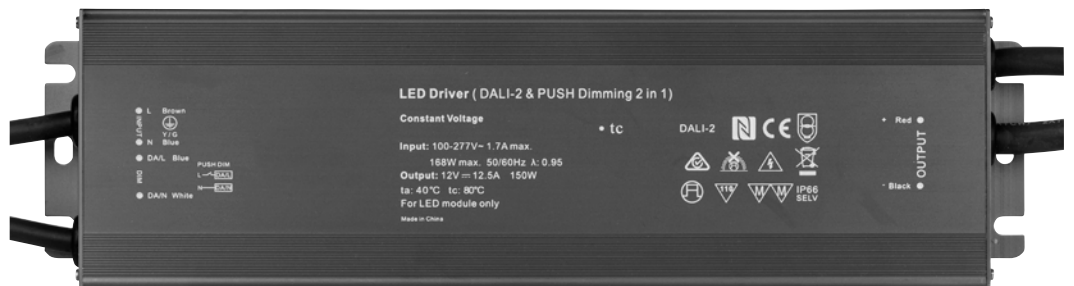 LED Driver ( DALI-2 & PUSH Dimming 2 in 1 )
Constant Voltage
Input: 100-277V~ 1.7A max.
168W max. 50/60Hz λ: 0.95
Output: 12V⎓12.5A 150W
ta: 40℃ tc: 80℃
For LED module only
Made in China
INPUT
L Brown
Y / G
N Blue
DIM
DA/L Blue
DA/N White
PUSH DIM
L DA/L
N DA/N
• tc
DALI-2
N CE
110
M M
IP66
SELV
+ Red
- Black
OUTPUT